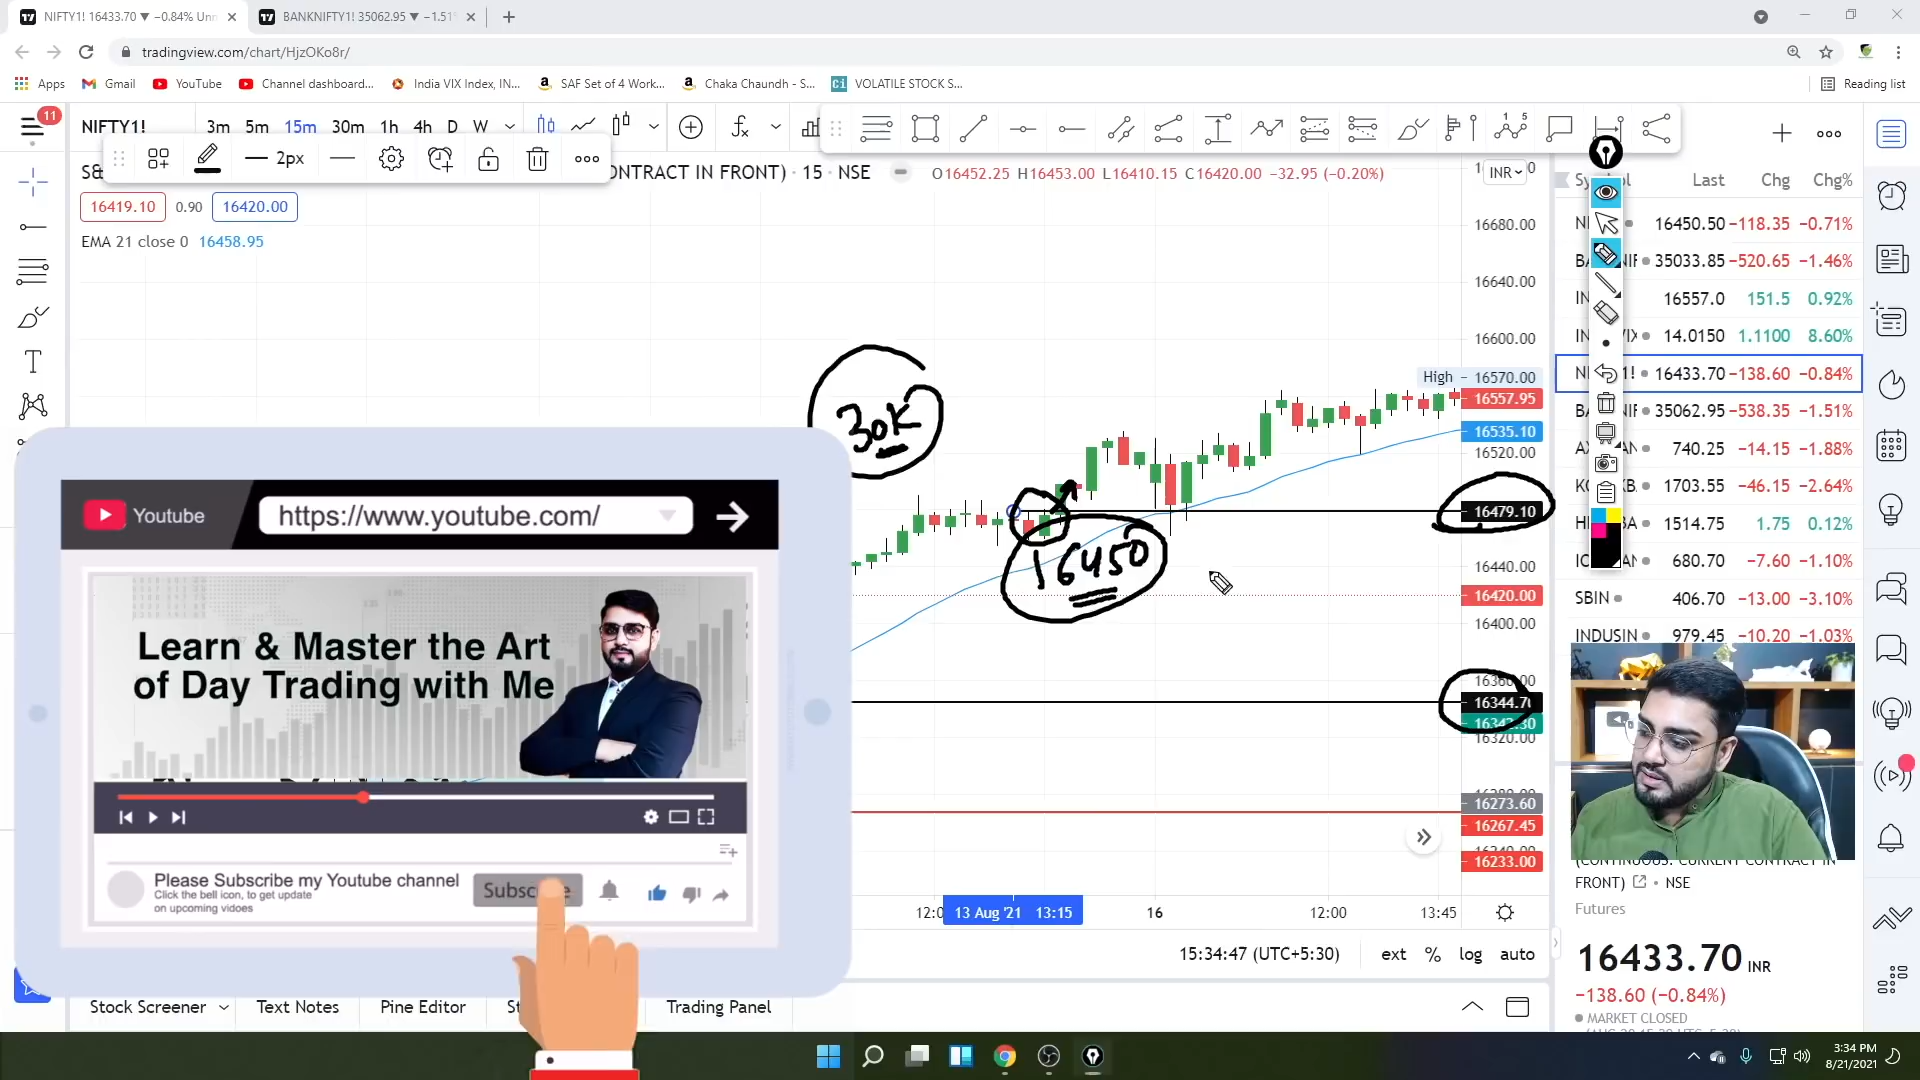 NIFTY1! 16433.70 ▼ −0.84% Unn
BANKNIFTY1! 35062.95 ▼ −1.51%
tradingview.com/chart/HjzOKo8r/
Apps
Gmail
YouTube
Channel dashboard...
India VIX Index, IN...
SAF Set of 4 Work...
Chaka Chaundh - S...
VOLATILE STOCK S...
Reading list
11
NIFTY1!
3m 5m 15m 30m 1h 4h D W
2px
CONTRACT IN FRONT) · 15 · NSE
O16452.25 H16453.00 L16410.15 C16420.00 −32.95 (−0.20%)
INR
16419.10
0.90
16420.00
EMA 21 close 0 16458.95
16680.00
16640.00
16600.00
High
16570.00
16557.95
16535.10
16520.00
16479.10
16440.00
16420.00
16400.00
16360.00
16344.70
16320.00
16273.60
16267.45
16233.00
30K
16450
Last Chg Chg%
16450.50 −118.35 −0.71%
35033.85 −520.65 −1.46%
16557.0 151.5 0.92%
14.0150 1.1100 8.60%
16433.70 −138.60 −0.84%
35062.95 −538.35 −1.51%
740.25 −14.15 −1.88%
1703.55 −46.15 −2.64%
1514.75 1.75 0.12%
680.70 −7.60 −1.10%
SBIN 406.70 −13.00 −3.10%
INDUSIN 979.45 −10.20 −1.03%
Youtube
https://www.youtube.com/
Learn & Master the Art
of Day Trading with Me
Please Subscribe my Youtube channel
Click the bell icon, to get update
on upcoming vidoes
13 Aug '21 13:15
16
12:00
13:45
15:34:47 (UTC+5:30)
ext % log auto
(CONTINUOUS: CURRENT CONTRACT IN
FRONT) • NSE
Futures
16433.70 INR
−138.60 (−0.84%)
MARKET CLOSED
Stock Screener
Text Notes
Pine Editor
Trading Panel
3:34 PM
8/21/2021